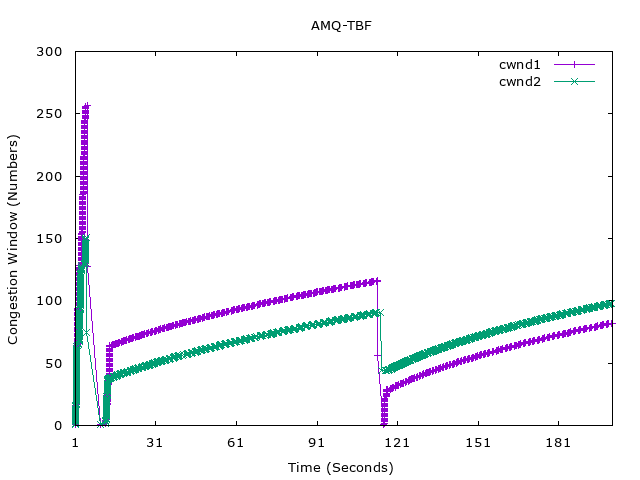 AMQ-TBF
300
250
200
150
100
50
0
1 31 61 91 121 151 181
Congestion Window (Numbers)
Time (Seconds)
cwnd1
cwnd2